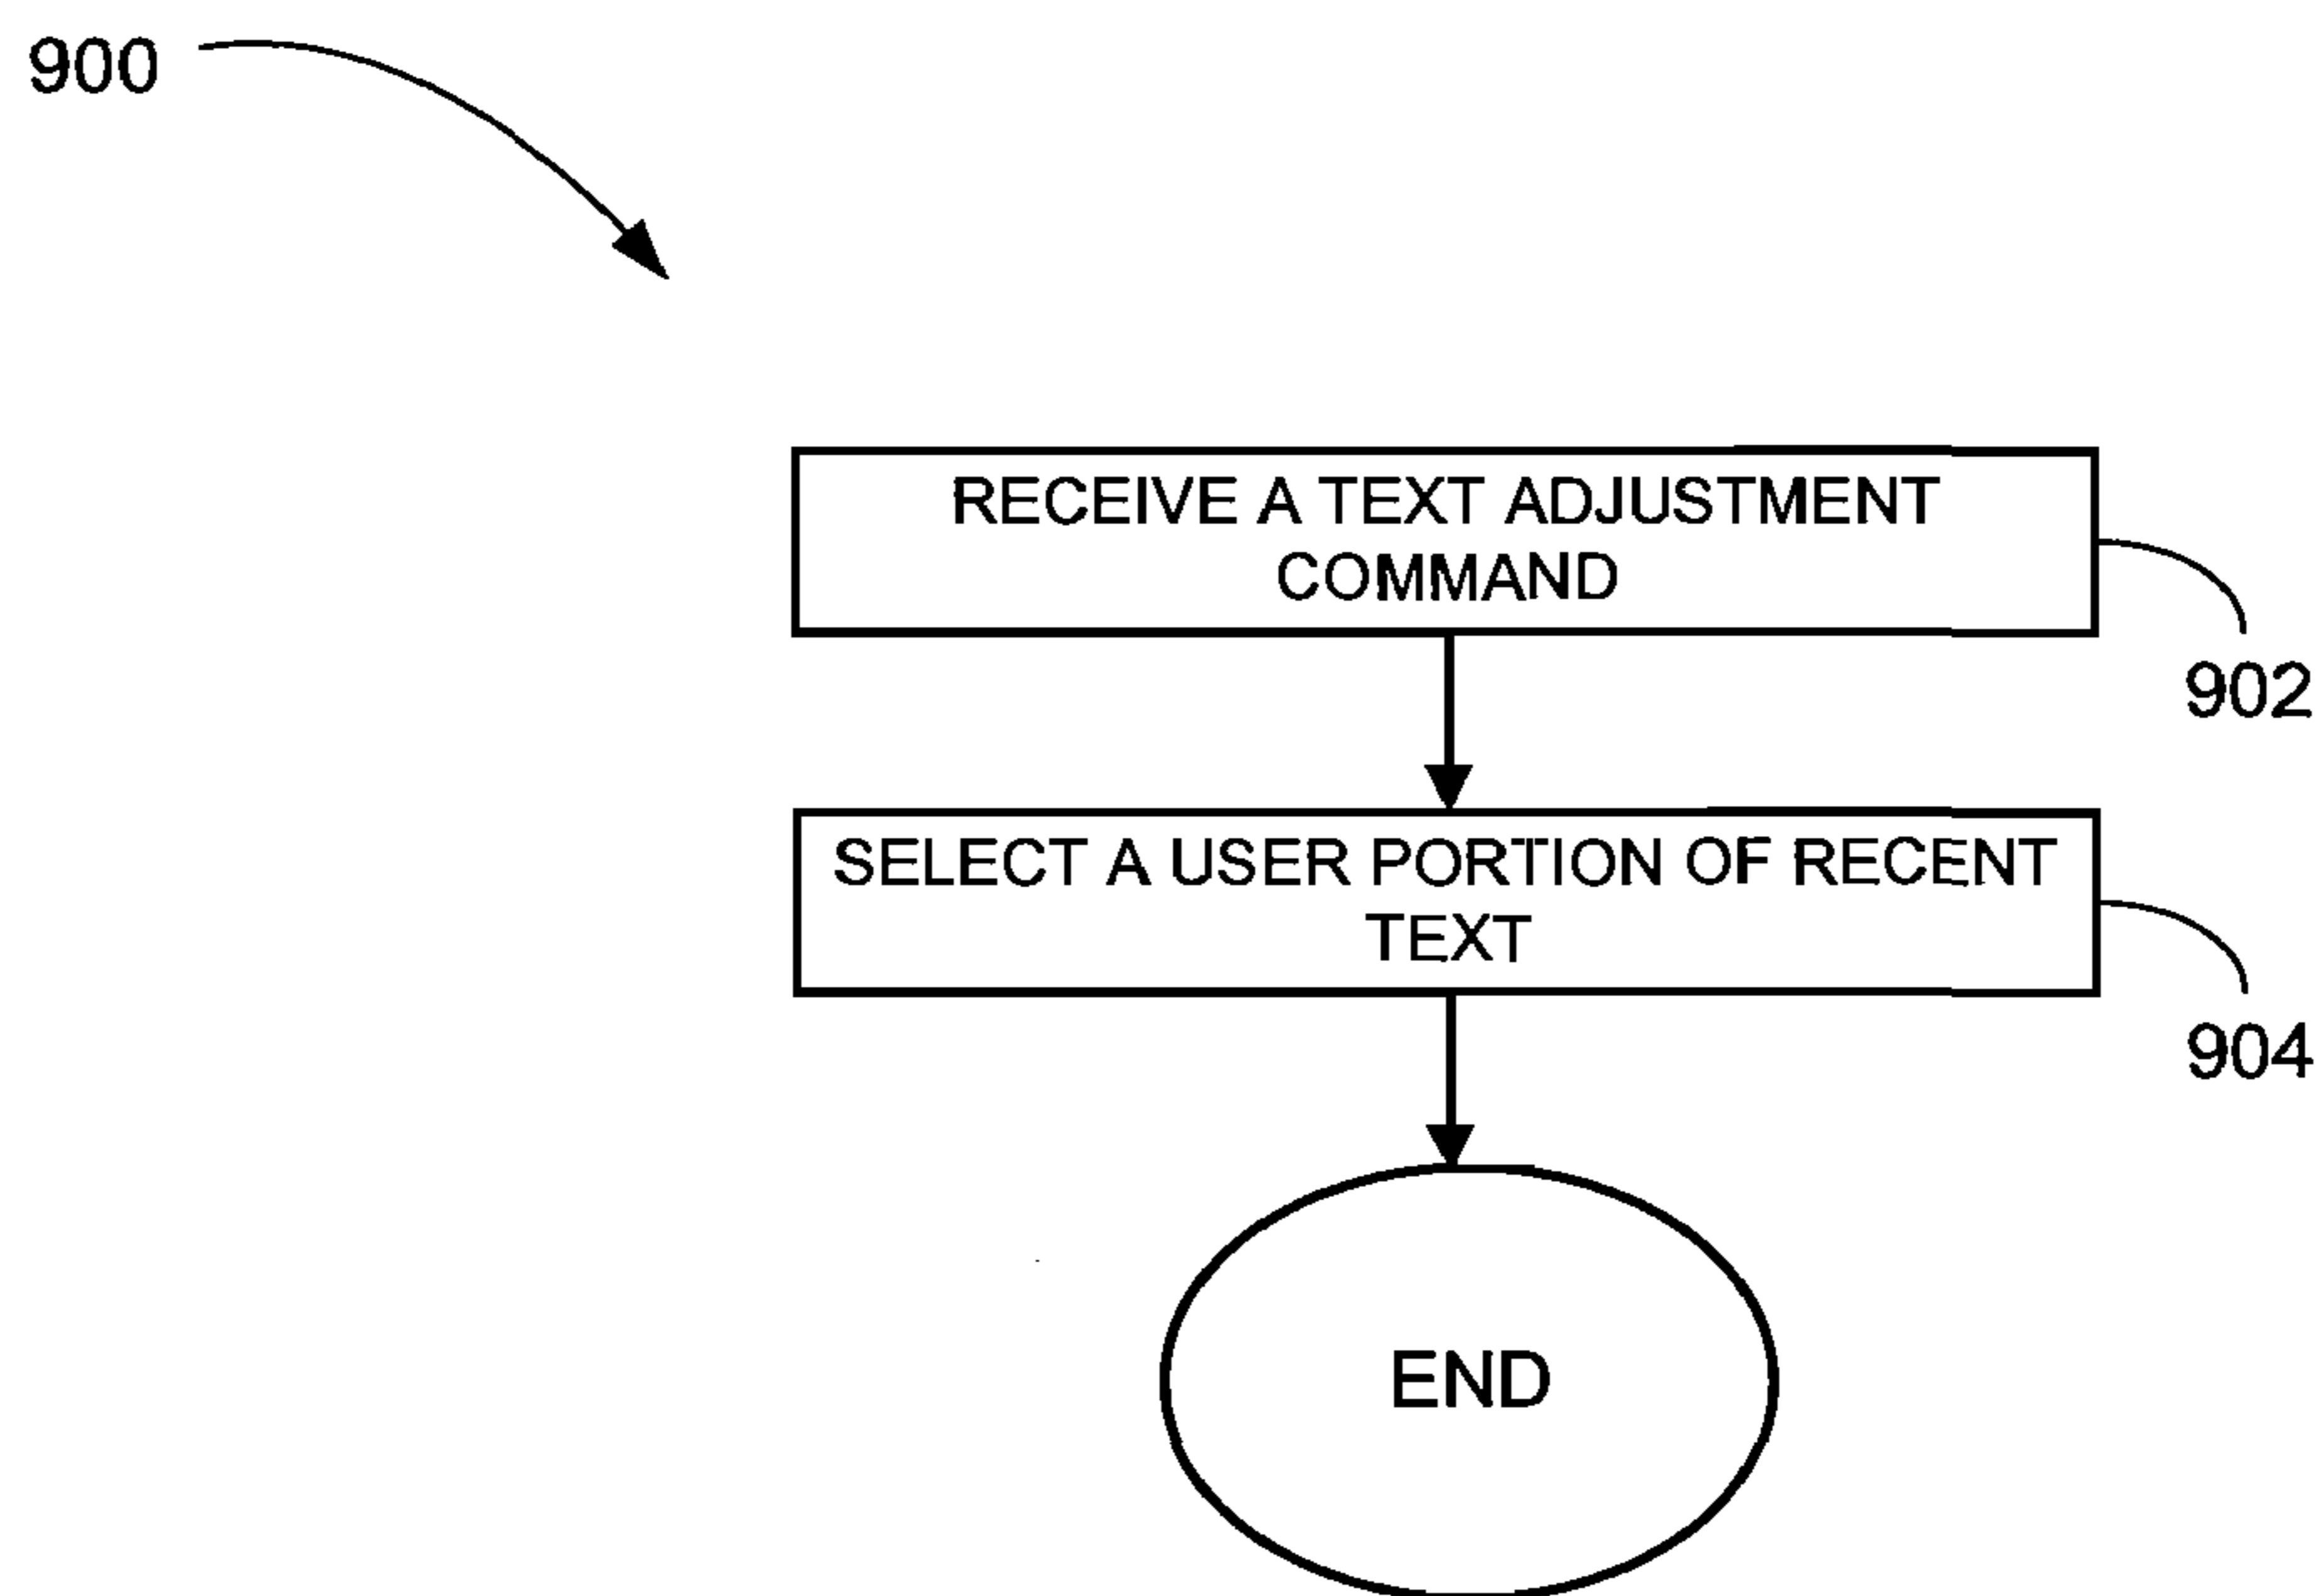 900
RECEIVE A TEXT ADJUSTMENT
COMMAND
902
SELECT A USER PORTION OF RECENT
TEXT
904
END